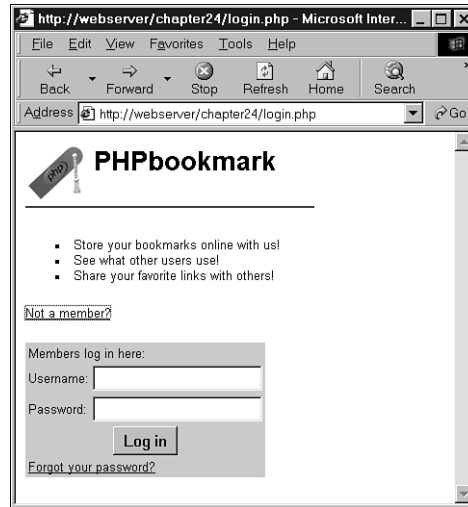 http://webserver/chapter24/login.php - Microsoft Inter...
File Edit View Favorites Tools Help
Back Forward Stop Refresh Home Search
Address http://webserver/chapter24/login.php Go
php
PHPbookmark
Store your bookmarks online with us!
See what other users use!
Share your favorite links with others!
Not a member?
Members log in here:
Username:
Password:
Log in
Forgot your password?